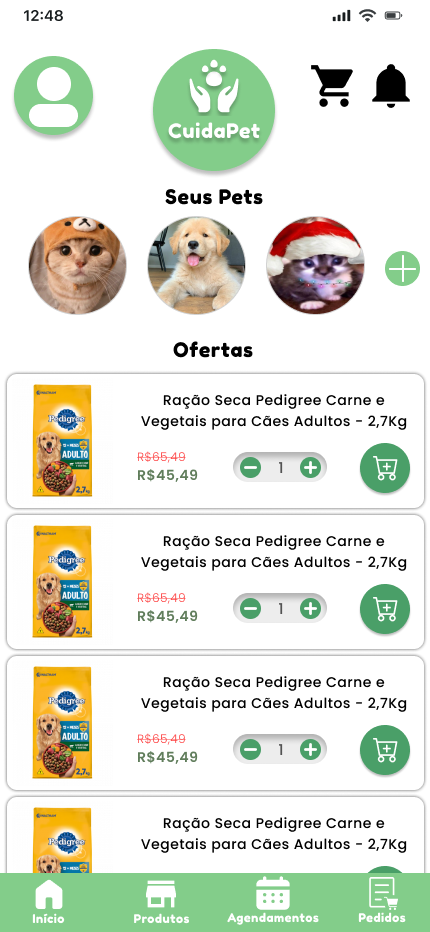 12:48
CuidaPet
Seus Pets
Ofertas
Ração Seca Pedigree Carne e
Vegetais para Cães Adultos - 2,7Kg
R$65,49
R$45,49
1
Pedigree
ADULTO
2,7kg
Ração Seca Pedigree Carne e
Vegetais para Cães Adultos - 2,7Kg
R$65,49
R$45,49
1
Pedigree
ADULTO
2,7kg
Ração Seca Pedigree Carne e
Vegetais para Cães Adultos - 2,7Kg
R$65,49
R$45,49
1
Pedigree
ADULTO
2,7kg
Ração Seca Pedigree Carne e
Vegetais para Cães Adultos - 2,7Kg
Pedigree
Início
Produtos
Agendamentos
Pedidos